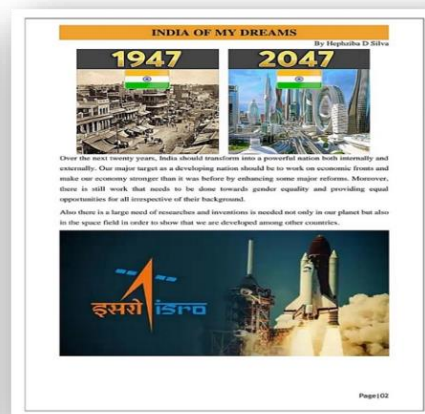 INDIA OF MY DREAMS
By Hephziba D Silva
1947
2047
Over the next twenty years, India should transform into a powerful nation both internally and
externally. Our major target as a developing nation should be to work on economic fronts and
make our economy stronger than it was before by enhancing some major reforms. Moreover,
there is still work that needs to be done towards gender equality and providing equal
opportunities for all irrespective of their background.
Also there is a large need of researches and inventions is needed not only in our planet but also
in the space field in order to show that we are developed among other countries.
इसरो isro
Page|02